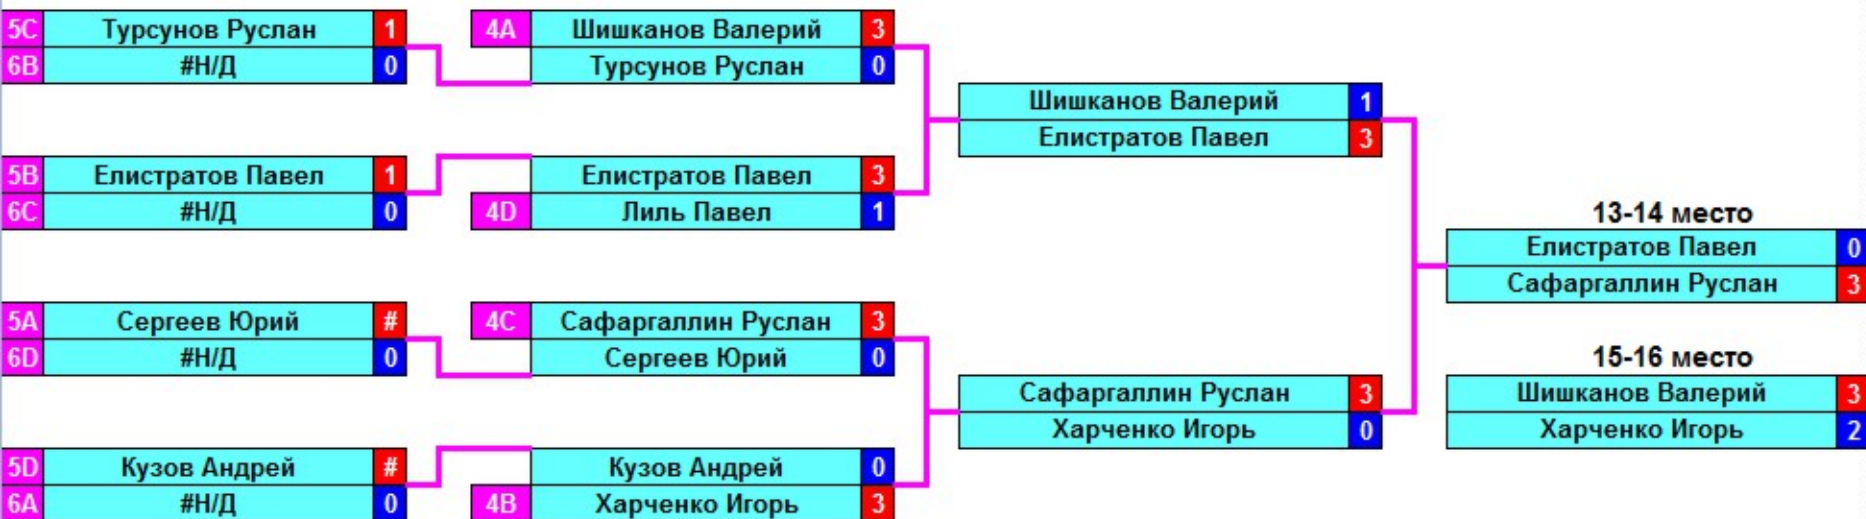 5C Турсунов Руслан 1
6B #Н/Д 0
4A Шишканов Валерий 3
Турсунов Руслан 0
Шишканов Валерий 1
Елистратов Павел 3
5B Елистратов Павел 1
6C #Н/Д 0
Елистратов Павел 3
4D Лиль Павел 1
13-14 место
Елистратов Павел 0
Сафаргаллин Руслан 3
5A Сергеев Юрий #
6D #Н/Д 0
4C Сафаргаллин Руслан 3
Сергеев Юрий 0
Сафаргаллин Руслан 3
Харченко Игорь 0
15-16 место
Шишканов Валерий 3
Харченко Игорь 2
5D Кузов Андрей #
6A #Н/Д 0
Кузов Андрей 0
4B Харченко Игорь 3